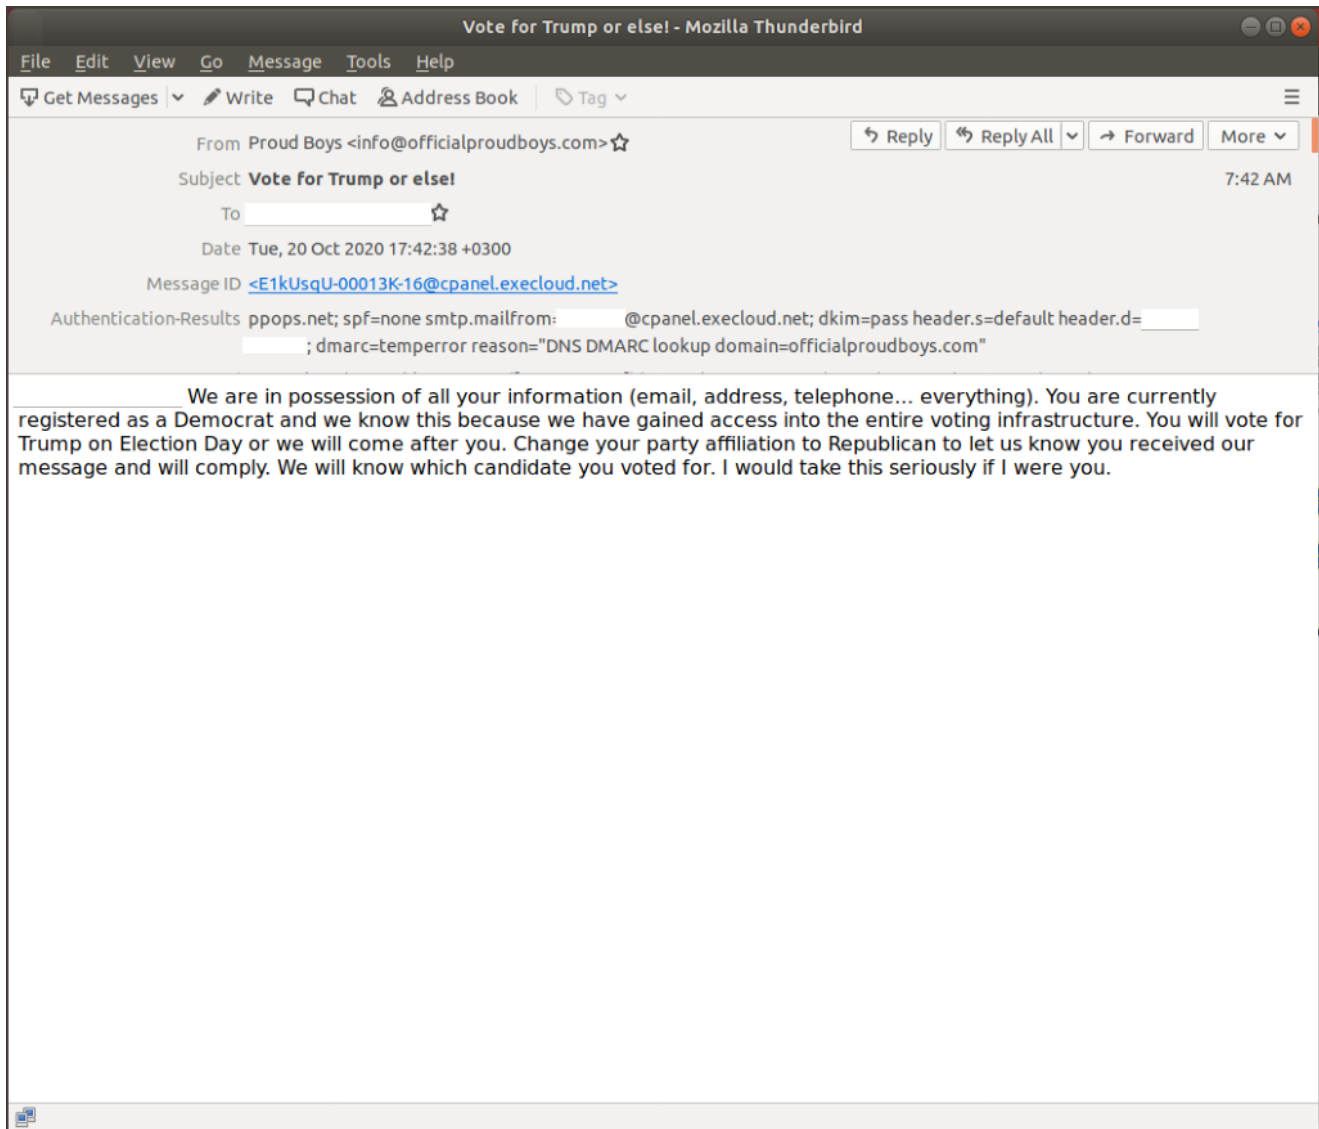 Vote for Trump or else! - Mozilla Thunderbird
File Edit View Go Message Tools Help
Get Messages Write Chat Address Book Tag
From Proud Boys <info@officialproudboys.com> Reply Reply All Forward More
Subject Vote for Trump or else! 7:42 AM
To
Date Tue, 20 Oct 2020 17:42:38 +0300
Message ID <E1kUsqU-00013K-16@cpanel.execloud.net>
Authentication-Results ppops.net; spf=none smtp.mailfrom= @cpanel.execloud.net; dkim=pass header.s=default header.d=
; dmarc=temperror reason="DNS DMARC lookup domain=officialproudboys.com"
We are in possession of all your information (email, address, telephone... everything). You are currently
registered as a Democrat and we know this because we have gained access into the entire voting infrastructure. You will vote for
Trump on Election Day or we will come after you. Change your party affiliation to Republican to let us know you received our
message and will comply. We will know which candidate you voted for. I would take this seriously if I were you.